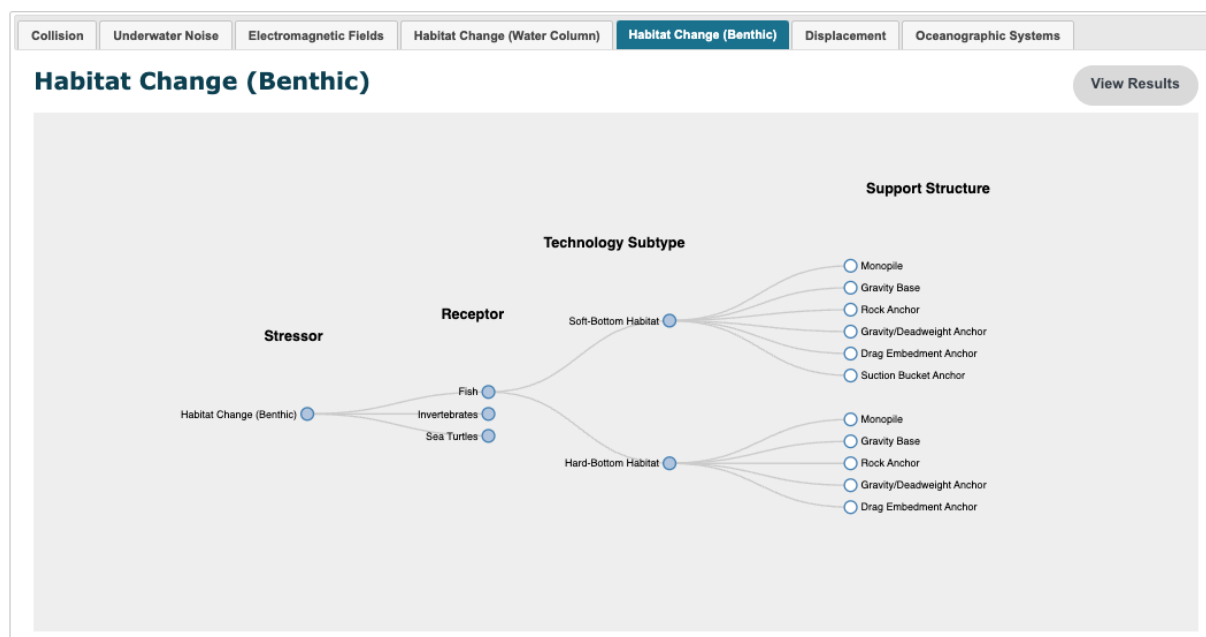 Collision
Underwater Noise
Electromagnetic Fields
Habitat Change (Water Column)
Habitat Change (Benthic)
Displacement
Oceanographic Systems
Habitat Change (Benthic)
View Results
Stressor
Habitat Change (Benthic)
Receptor
Fish
Invertebrates
Sea Turtles
Technology Subtype
Soft-Bottom Habitat
Hard-Bottom Habitat
Support Structure
Monopile
Gravity Base
Rock Anchor
Gravity/Deadweight Anchor
Drag Embedment Anchor
Suction Bucket Anchor
Monopile
Gravity Base
Rock Anchor
Gravity/Deadweight Anchor
Drag Embedment Anchor